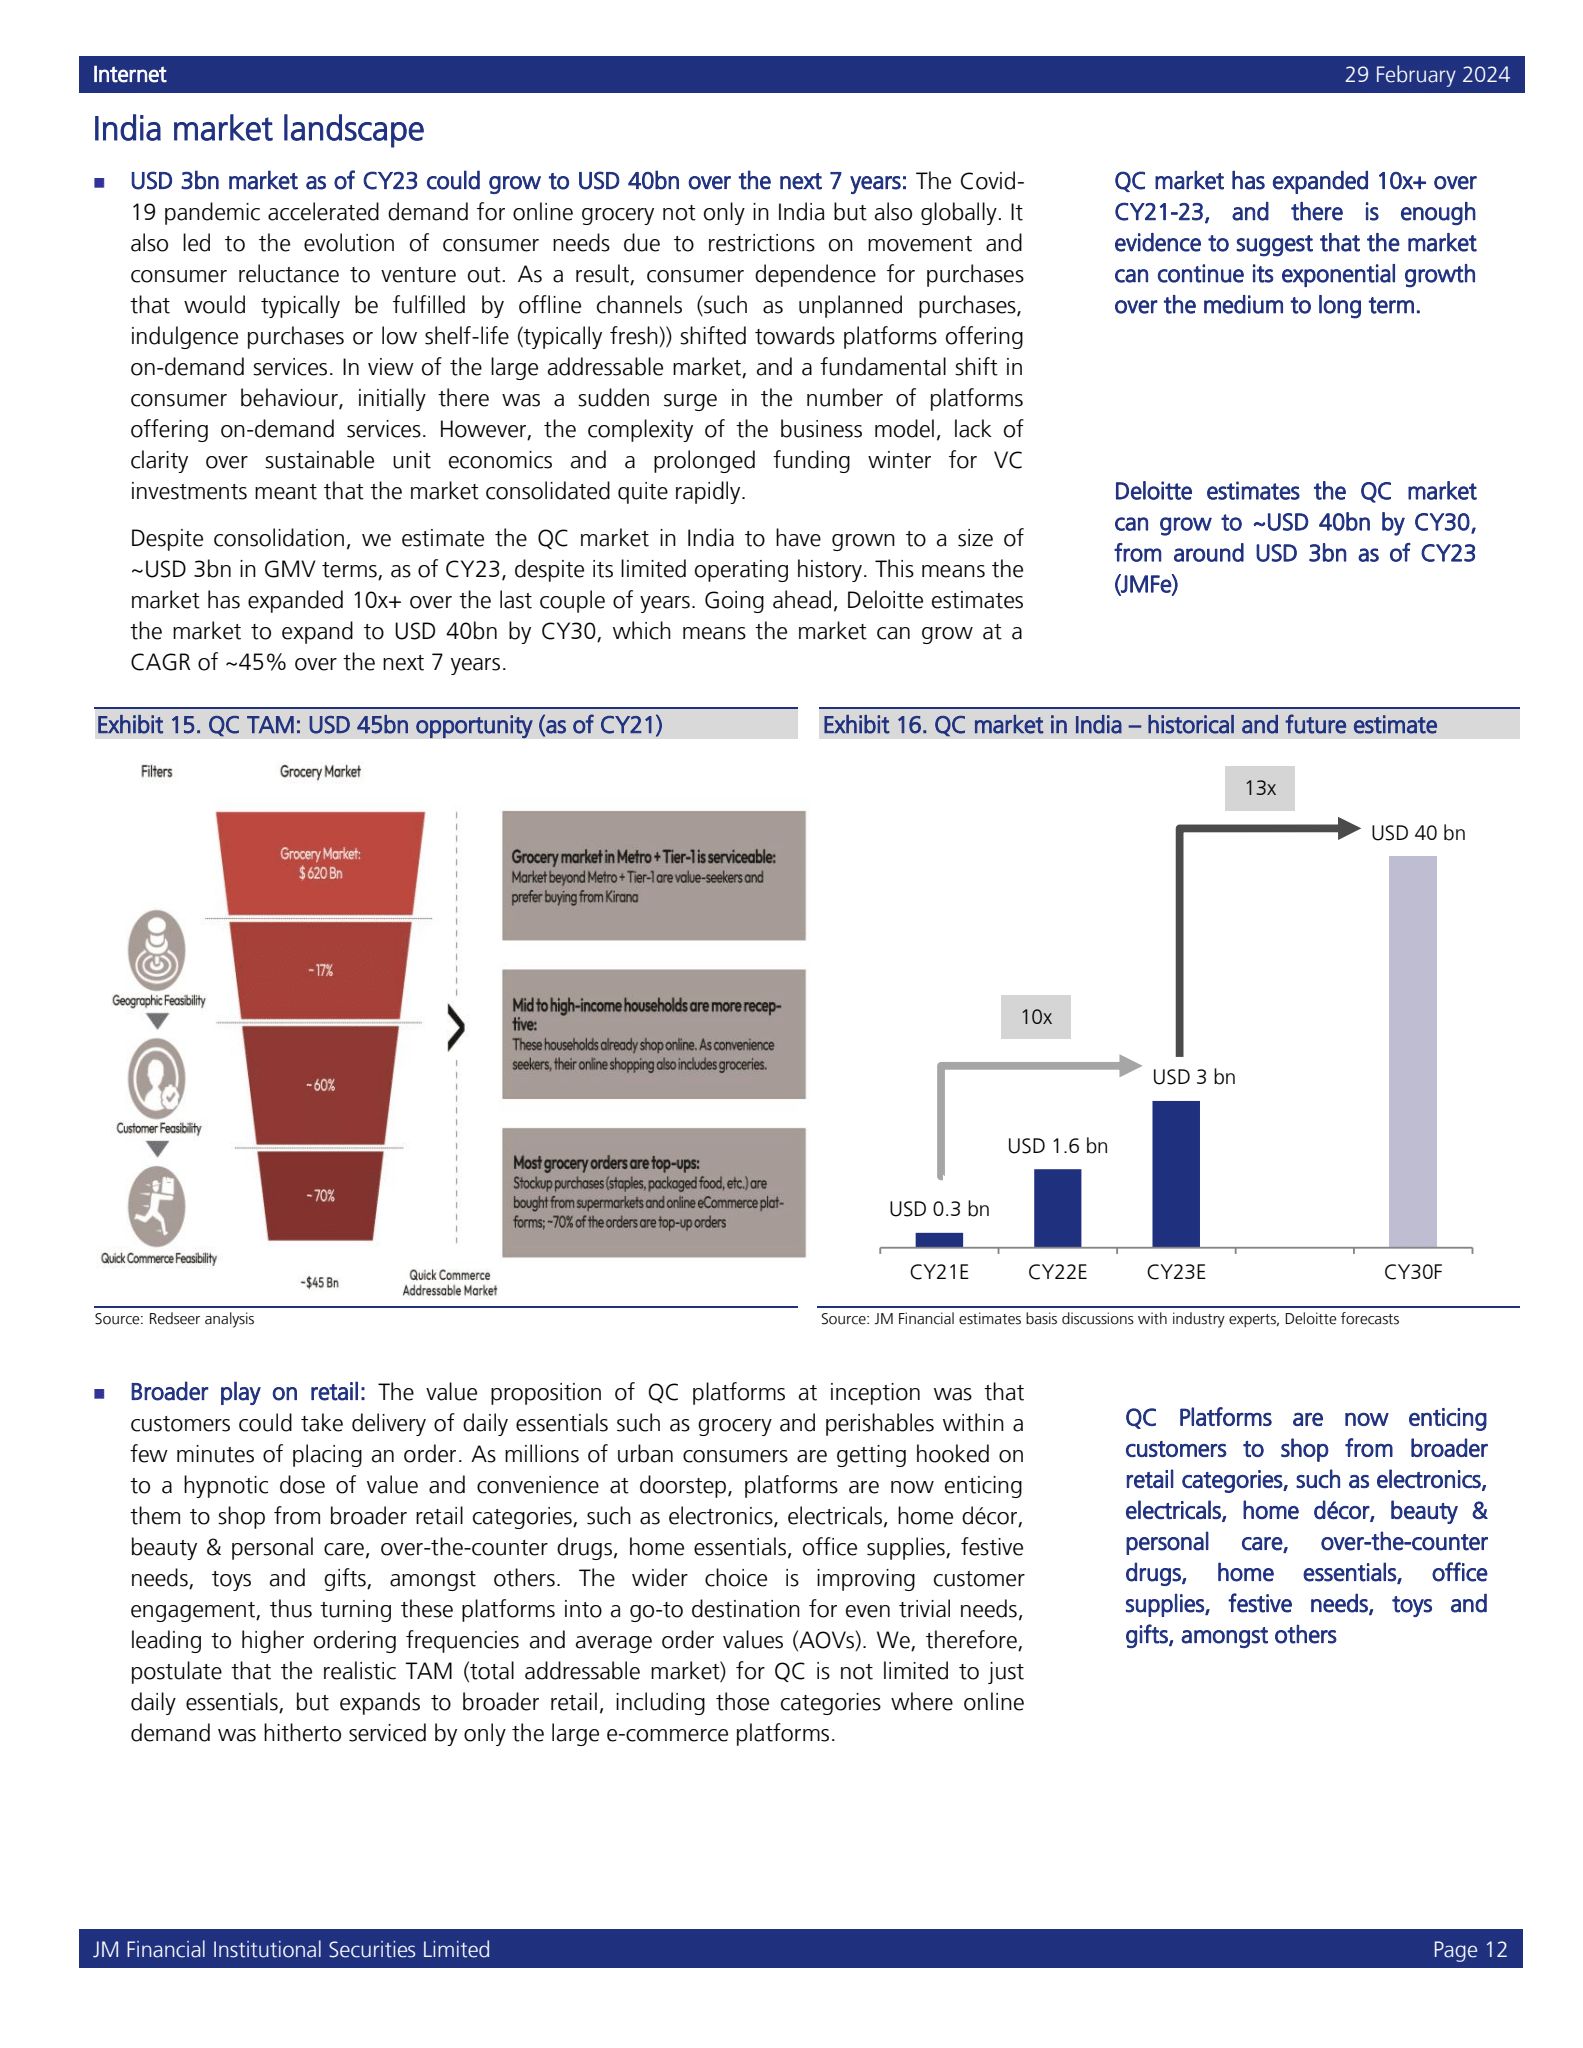 Internet
29 February 2024
India market landscape
USD 3bn market as of CY23 could grow to USD 40bn over the next 7 years: The Covid-
19 pandemic accelerated demand for online grocery not only in India but also globally. It
also led to the evolution of consumer needs due to restrictions on movement and
consumer reluctance to venture out. As a result, consumer dependence for purchases
that would typically be fulfilled by offline channels (such as unplanned purchases,
indulgence purchases or low shelf-life (typically fresh)) shifted towards platforms offering
on-demand services. In view of the large addressable market, and a fundamental shift in
consumer behaviour, initially there was a sudden surge in the number of platforms
offering on-demand services. However, the complexity of the business model, lack of
clarity over sustainable unit economics and a prolonged funding winter for VC
investments meant that the market consolidated quite rapidly.
Despite consolidation, we estimate the QC market in India to have grown to a size of
~USD 3bn in GMV terms, as of CY23, despite its limited operating history. This means the
market has expanded 10x+ over the last couple of years. Going ahead, Deloitte estimates
the market to expand to USD 40bn by CY30, which means the market can grow at a
CAGR of ~45% over the next 7 years.
QC market has expanded 10x+ over
CY21-23, and there is enough
evidence to suggest that the market
can continue its exponential growth
over the medium to long term.
Deloitte estimates the QC market
can grow to ~USD 40bn by CY30,
from around USD 3bn as of CY23
(JMFe)
Exhibit 15. QC TAM: USD 45bn opportunity (as of CY21)
Filters
Grocery Market
Grocery Market:
$ 620 Bn
~17%
~60%
~70%
~$45 Bn
Geographic Feasibility
Customer Feasibility
Quick Commerce Feasibility
Quick Commerce
Addressable Market
Grocery market in Metro + Tier-1 is serviceable:
Market beyond Metro + Tier-1 are value-seekers and
prefer buying from Kirana
Mid to high-income households are more recep-
tive:
These households already shop online. As convenience
seekers, their online shopping also includes groceries.
Most grocery orders are top-ups:
Stockup purchases (staples, packaged food, etc.) are
bought from supermarkets and online eCommerce plat-
forms; ~70% of the orders are top-up orders
Source: Redseer analysis
Exhibit 16. QC market in India – historical and future estimate
13x
USD 40 bn
10x
USD 3 bn
USD 1.6 bn
USD 0.3 bn
CY21E
CY22E
CY23E
CY30F
Source: JM Financial estimates basis discussions with industry experts, Deloitte forecasts
Broader play on retail: The value proposition of QC platforms at inception was that
customers could take delivery of daily essentials such as grocery and perishables within a
few minutes of placing an order. As millions of urban consumers are getting hooked on
to a hypnotic dose of value and convenience at doorstep, platforms are now enticing
them to shop from broader retail categories, such as electronics, electricals, home décor,
beauty & personal care, over-the-counter drugs, home essentials, office supplies, festive
needs, toys and gifts, amongst others. The wider choice is improving customer
engagement, thus turning these platforms into a go-to destination for even trivial needs,
leading to higher ordering frequencies and average order values (AOVs). We, therefore,
postulate that the realistic TAM (total addressable market) for QC is not limited to just
daily essentials, but expands to broader retail, including those categories where online
demand was hitherto serviced by only the large e-commerce platforms.
QC Platforms are now enticing
customers to shop from broader
retail categories, such as electronics,
electricals, home décor, beauty &
personal care, over-the-counter
drugs, home essentials, office
supplies, festive needs, toys and
gifts, amongst others
JM Financial Institutional Securities Limited
Page 12